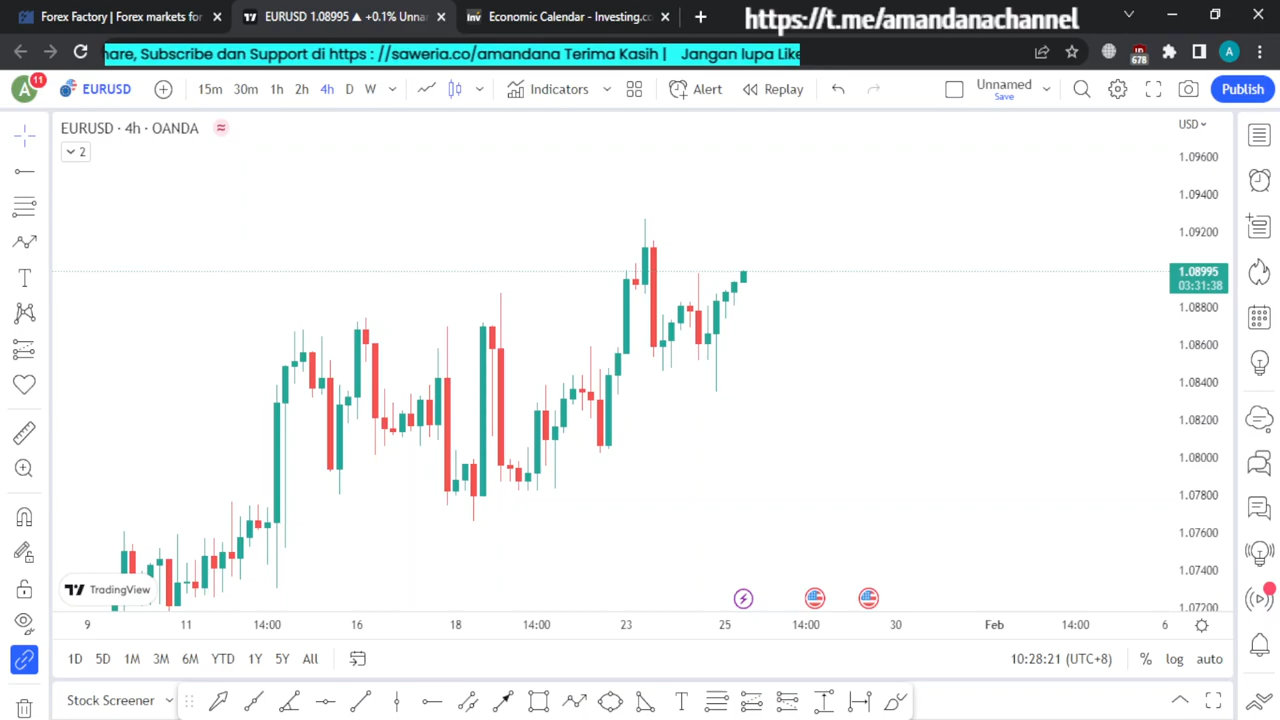 Forex Factory | Forex markets for
EURUSD 1.08995 ▲ +0.1% Unnar
Economic Calendar - Investing.co
https://t.me/amandanachannel
hare, Subscribe dan Support di https : //saweria.co/amandana Terima Kasih | Jangan lupa Like
678
A
A
11
EURUSD
15m 30m 1h 2h 4h D W
Indicators
Alert
Replay
Unnamed
Save
Publish
EURUSD · 4h · OANDA
2
USD
1.09600
1.09400
1.09200
1.08995
03:31:38
1.08800
1.08600
1.08400
1.08200
1.08000
1.07800
1.07600
1.07400
1.07200
TradingView
9 11 14:00 16 18 14:00 23 25 14:00 30 Feb 14:00 6
1D 5D 1M 3M 6M YTD 1Y 5Y All
10:28:21 (UTC+8) % log auto
Stock Screener